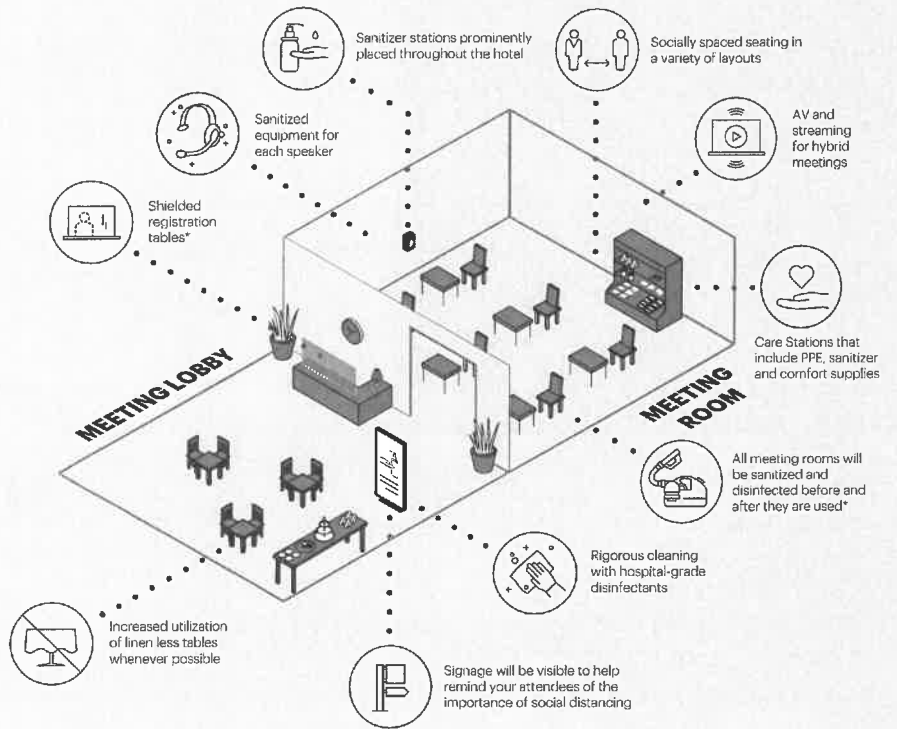 Sanitizer stations prominently
placed throughout the hotel
Socially spaced seating in
a variety of layouts
Sanitized
equipment for
each speaker
AV and
streaming
for hybrid
meetings
Shielded
registration
tables*
Care Stations that
include PPE, sanitizer
and comfort supplies
MEETING LOBBY
MEETING
ROOM
All meeting rooms will
be sanitized and
disinfected before and
after they are used*
Rigorous cleaning
with hospital-grade
disinfectants
Increased utilization
of linen less tables
whenever possible
Signage will be visible to help
remind your attendees of the
importance of social distancing